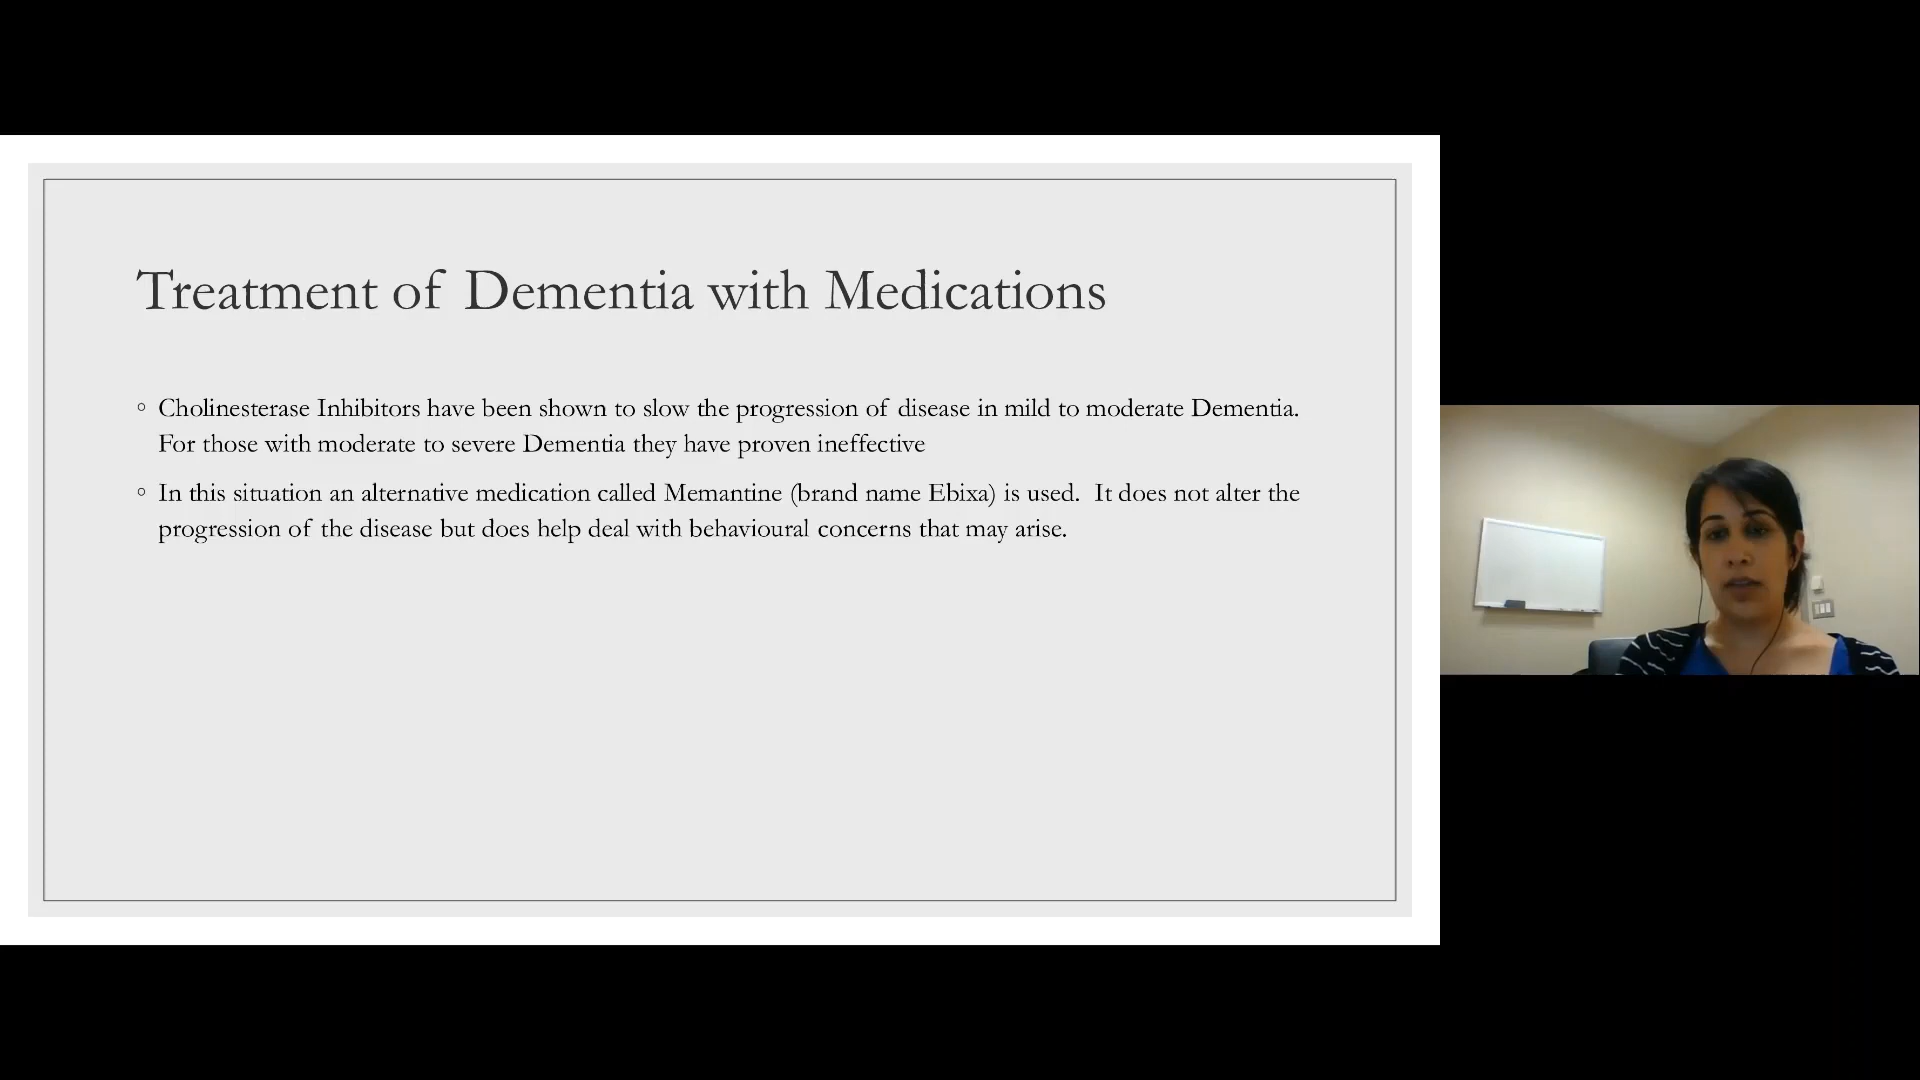 Treatment of Dementia with Medications
◦ Cholinesterase Inhibitors have been shown to slow the progression of disease in mild to moderate Dementia.
For those with moderate to severe Dementia they have proven ineffective
◦ In this situation an alternative medication called Memantine (brand name Ebixa) is used.  It does not alter the
progression of the disease but does help deal with behavioural concerns that may arise.